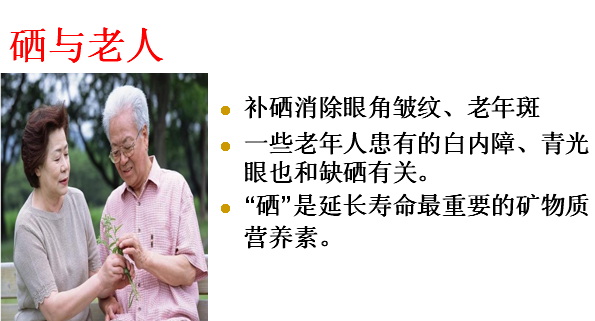 硒与老人
补硒消除眼角皱纹、老年斑
一些老年人患有的白内障、青光
眼也和缺硒有关。
“硒”是延长寿命最重要的矿物质
营养素。